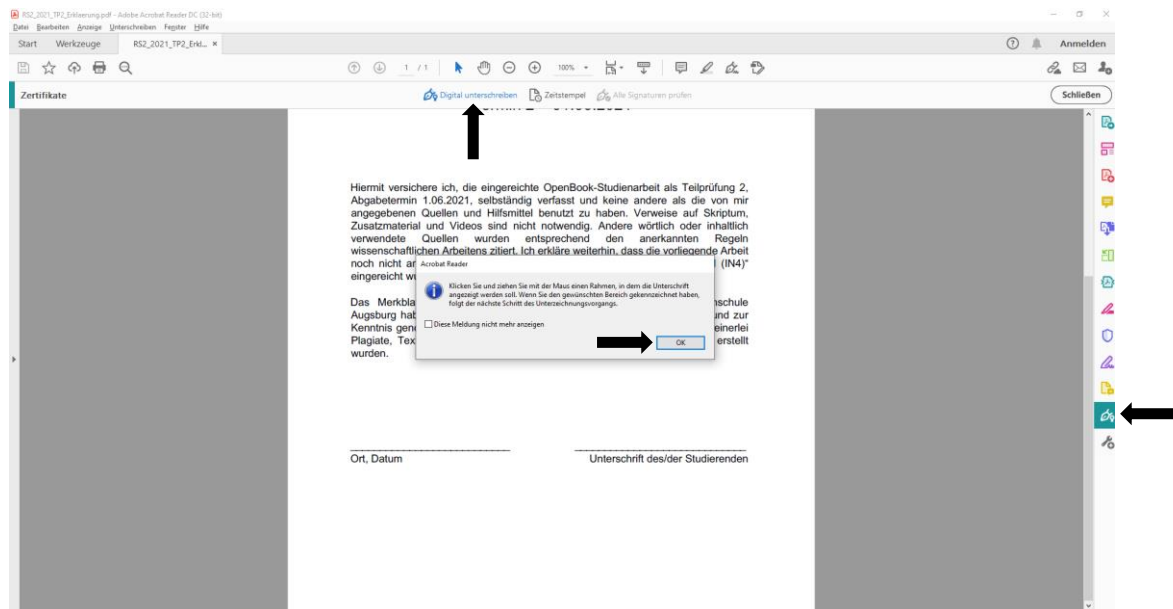 RS2_2021_TP2_Erklaerung.pdf - Adobe Acrobat Reader DC (32-bit)
Datei Bearbeiten Anzeige Unterschreiben Fenster Hilfe
Start Werkzeuge RS2_2021_TP2_Erkl... × Anmelden
1 / 1 100%
Zertifikate Digital unterschreiben Zeitstempel Alle Signaturen prüfen Schließen
Hiermit versichere ich, die eingereichte OpenBook-Studienarbeit als Teilprüfung 2,
Abgabetermin 1.06.2021, selbständig verfasst und keine andere als die von mir
angegebenen Quellen und Hilfsmittel benutzt zu haben. Verweise auf Skriptum,
Zusatzmaterial und Videos sind nicht notwendig. Andere wörtlich oder inhaltlich
verwendete Quellen wurden entsprechend den anerkannten Regeln
wissenschaftlichen Arbeitens zitiert. Ich erkläre weiterhin, dass die vorliegende Arbeit
noch nicht (IN4)"
eingereicht
Das Merkbla nschule
Augsburg und zur
Kenntnis einerlei
Plagiate, erstellt
wurden.
Acrobat Reader
Klicken Sie und ziehen Sie mit der Maus einen Rahmen, in dem die Unterschrift
angezeigt werden soll. Wenn Sie den gewünschten Bereich gekennzeichnet haben,
folgt der nächste Schritt des Unterzeichnungsvorgangs.
Diese Meldung nicht mehr anzeigen
OK
Ort, Datum Unterschrift des/der Studierenden